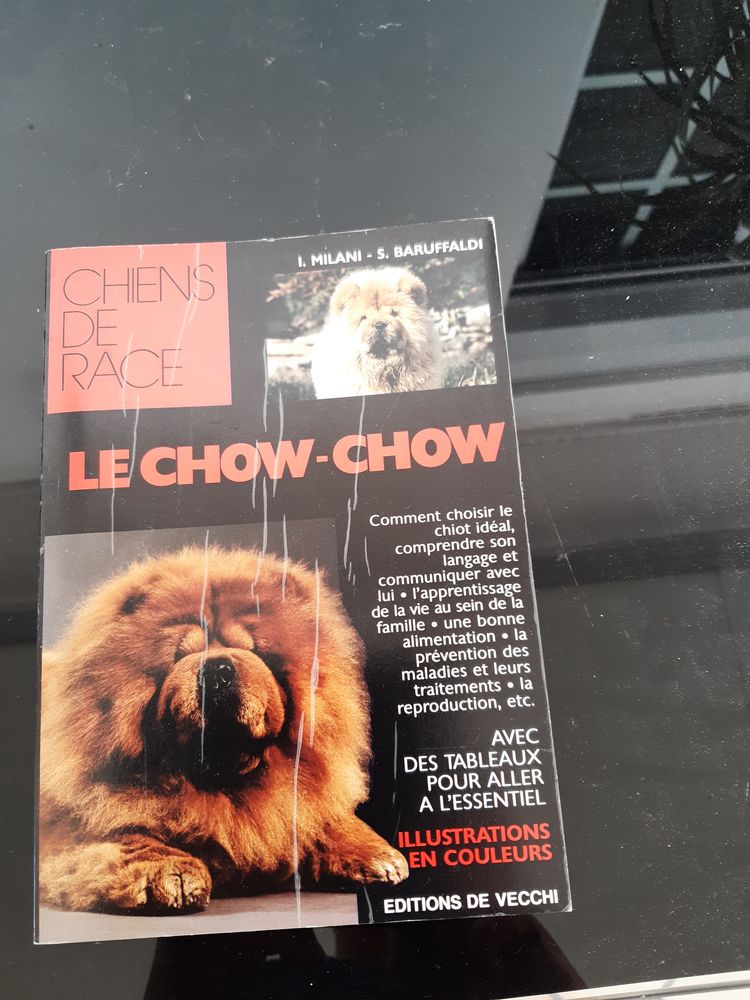 CHIENS
DE
RACE
I. MILANI - S. BARUFFALDI
LE CHOW-CHOW
Comment choisir le
chiot idéal,
comprendre son
langage et
communiquer avec
lui • l'apprentissage
de la vie au sein de la
famille • une bonne
alimentation • la
prévention des
maladies et leurs
traitements • la
reproduction, etc.
AVEC
DES TABLEAUX
POUR ALLER
A L'ESSENTIEL
ILLUSTRATIONS
EN COULEURS
EDITIONS DE VECCHI